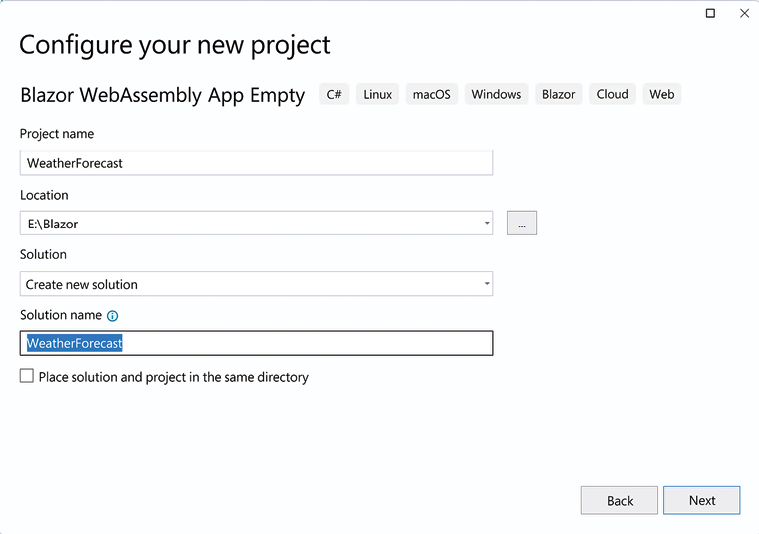 Configure your new project
Blazor WebAssembly App Empty C# Linux macOS Windows Blazor Cloud Web
Project name
WeatherForecast
Location
E:\Blazor
...
Solution
Create new solution
Solution name
WeatherForecast
Place solution and project in the same directory
Back Next